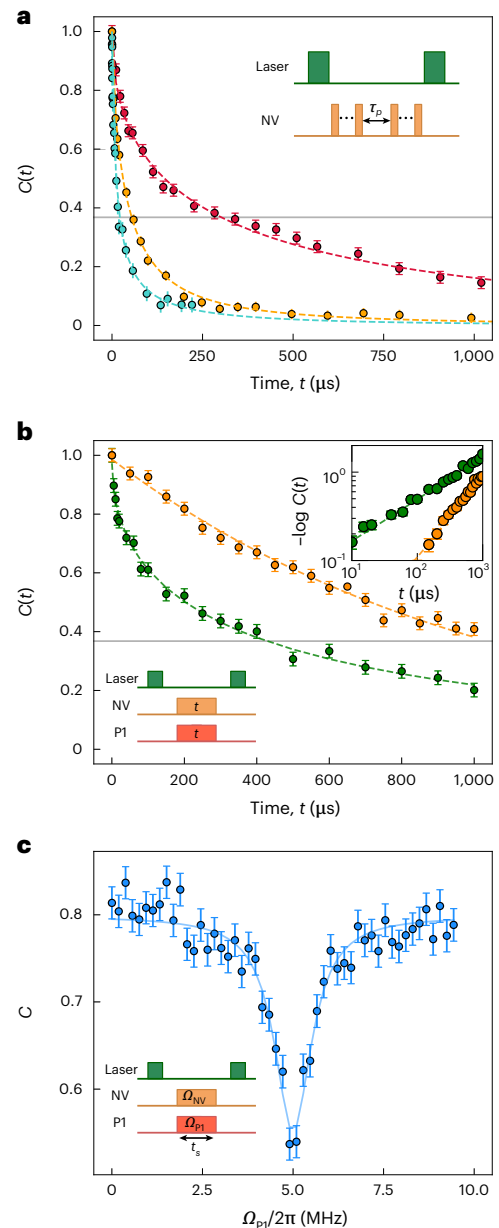 a
1.0
0.8
0.6
0.4
0.2
0
C(t)
Laser
NV
τp
0 250 500 750 1,000
Time, t (μs)
b
1.0
0.8
0.6
0.4
0.2
0
C(t)
−log C(t)
10⁰
10⁻¹
10¹ 10² 10³
t (μs)
Laser
NV t
P1 t
0 200 400 600 800 1,000
Time, t (μs)
c
0.8
0.7
0.6
C
Laser
NV ΩNV
P1 ΩP1
ts
0 2.5 5.0 7.5 10.0
ΩP1/2π (MHz)